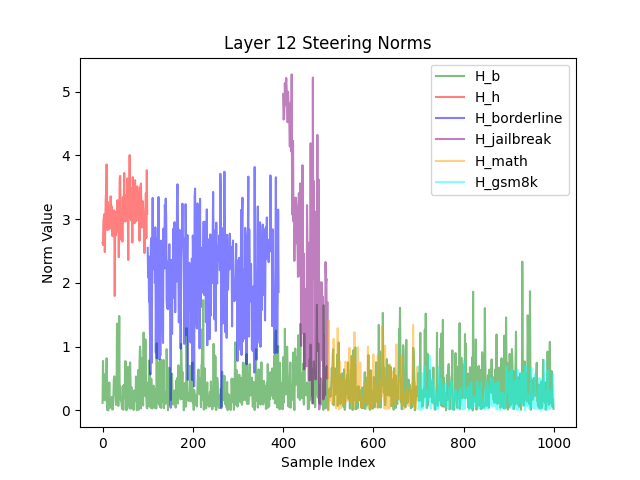 Layer 12 Steering Norms
Norm Value
5
4
3
2
1
0
0
200
400
600
800
1000
Sample Index
H_b
H_h
H_borderline
H_jailbreak
H_math
H_gsm8k